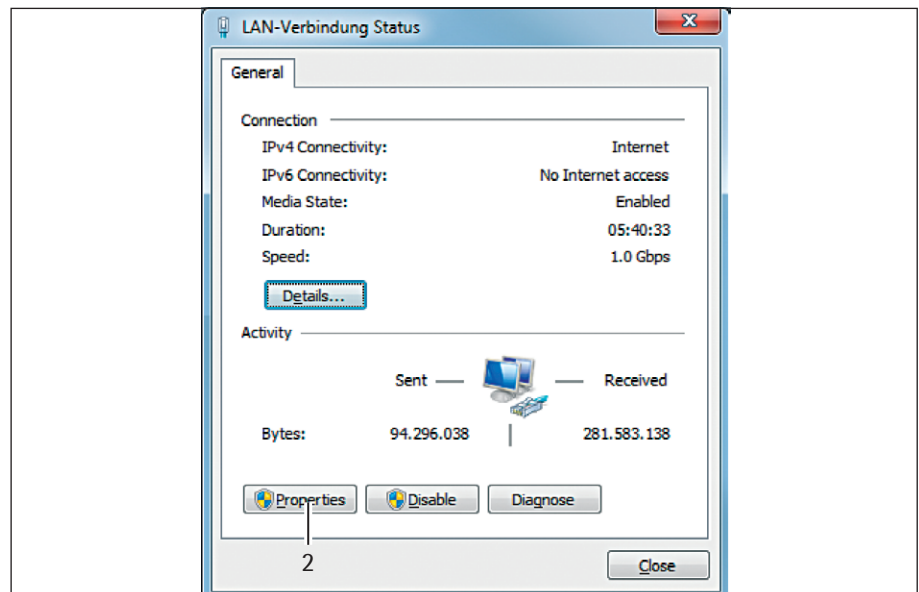 LAN-Verbindung Status
General
Connection
IPv4 Connectivity: Internet
IPv6 Connectivity: No Internet access
Media State: Enabled
Duration: 05:40:33
Speed: 1.0 Gbps
Details...
Activity
Sent Received
Bytes: 94.296.038 281.583.138
Properties Disable Diagnose
2
Close